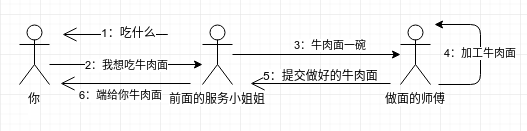 1：吃什么
2：我想吃牛肉面
3：牛肉面一碗
4：加工牛肉面
5：提交做好的牛肉面
6：端给你牛肉面
你
前面的服务小姐姐
做面的师傅